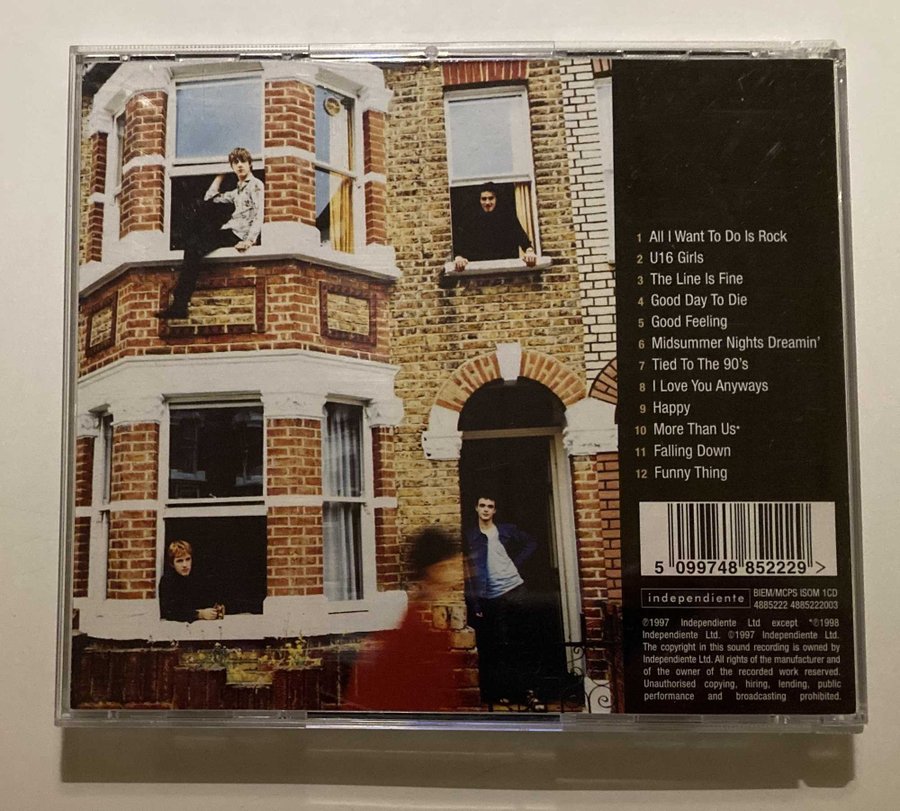 1 All I Want To Do Is Rock
2 U16 Girls
3 The Line Is Fine
4 Good Day To Die
5 Good Feeling
6 Midsummer Nights Dreamin'
7 Tied To The 90's
8 I Love You Anyways
9 Happy
10 More Than Us*
11 Falling Down
12 Funny Thing
5 099748 852229 >
independiente
BIEM/MCPS ISOM 1CD
4885222 4885222003
℗1997 Independiente Ltd except *℗1998
Independiente Ltd. ©1997 Independiente Ltd.
The copyright in this sound recording is owned by
Independiente Ltd. All rights of the manufacturer and
of the owner of the recorded work reserved.
Unauthorised copying, hiring, lending, public
performance and broadcasting prohibited.